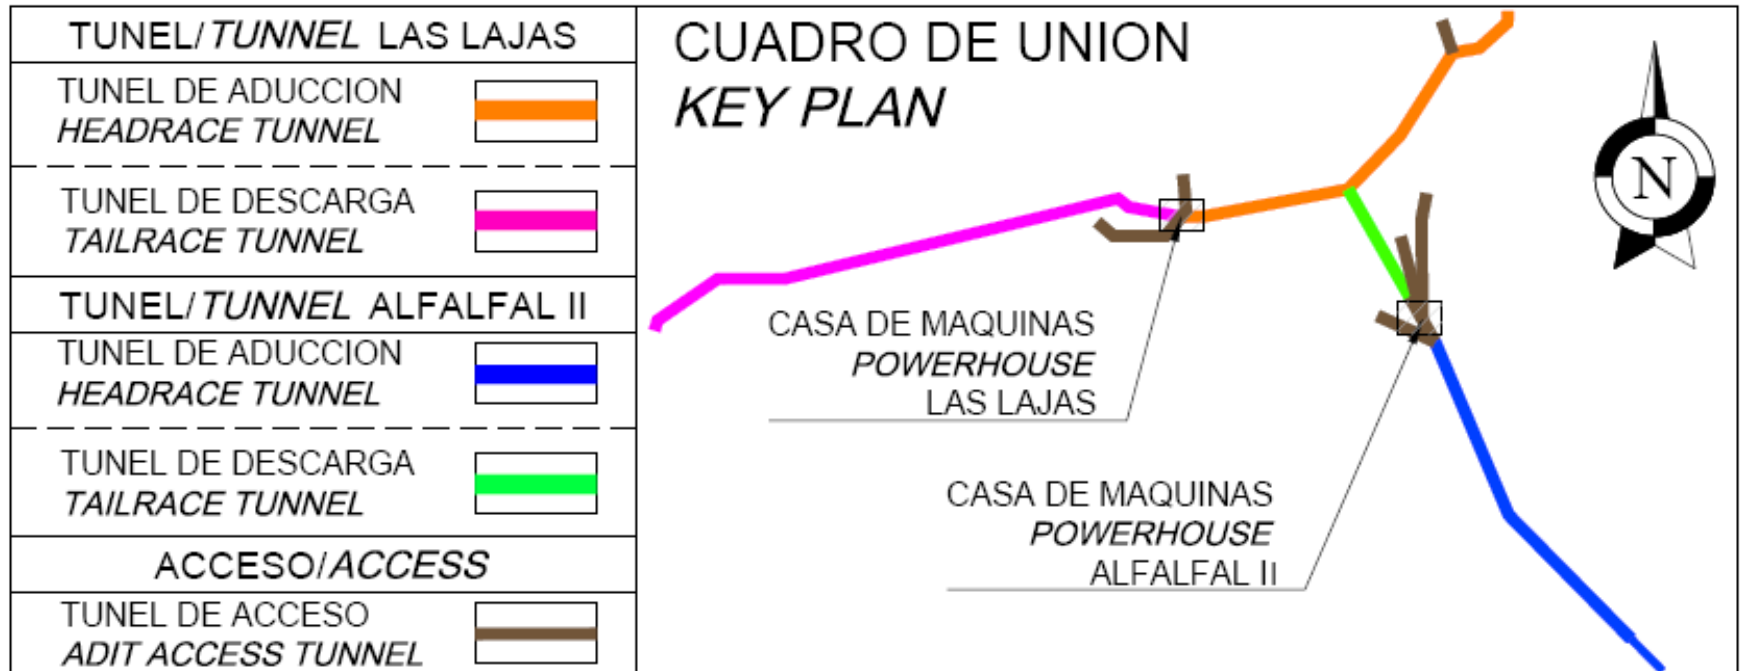 TUNEL/TUNNEL LAS LAJAS
TUNEL DE ADUCCION
HEADRACE TUNNEL
TUNEL DE DESCARGA
TAILRACE TUNNEL
TUNEL/TUNNEL ALFALFAL II
TUNEL DE ADUCCION
HEADRACE TUNNEL
TUNEL DE DESCARGA
TAILRACE TUNNEL
ACCESO/ACCESS
TUNEL DE ACCESO
ADIT ACCESS TUNNEL
CUADRO DE UNION
KEY PLAN
N
CASA DE MAQUINAS
POWERHOUSE
LAS LAJAS
CASA DE MAQUINAS
POWERHOUSE
ALFALFAL II